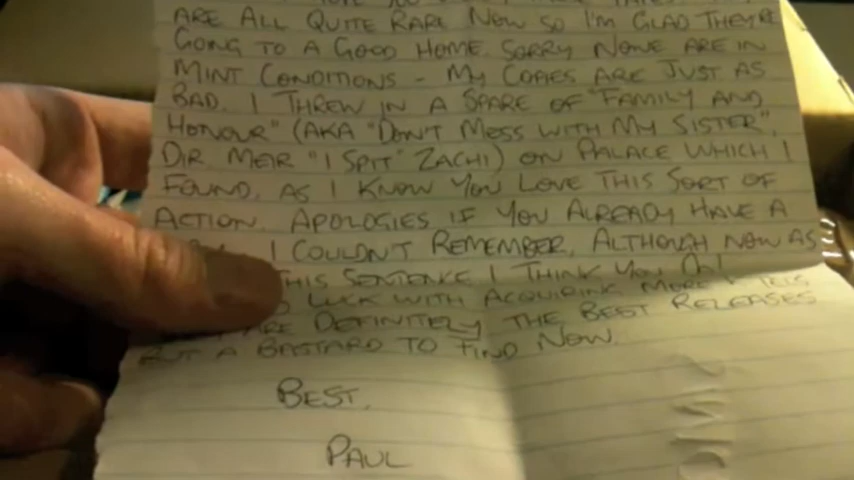 ARE ALL QUITE RARE NOW SO I'M GLAD THEY'RE
GOING TO A GOOD HOME. SORRY NONE ARE IN
MINT CONDITIONS - MY COPIES ARE JUST AS
BAD. I THREW IN A SPARE OF "FAMILY AND
HONOUR" (AKA "DON'T MESS WITH MY SISTER",
DIR MEIR "I SPIT" ZACHI) ON PALACE WHICH I
FOUND, AS I KNOW YOU LOVE THIS SORT OF
ACTION. APOLOGIES IF YOU ALREADY HAVE A
I COULDN'T REMEMBER, ALTHOUGH NOW AS
THIS SENTENCE I THINK YOU DO!
LUCK WITH ACQUIRING MORE
ARE DEFINITELY THE BEST RELEASES
BUT A BASTARD TO FIND NOW.
BEST,
PAUL